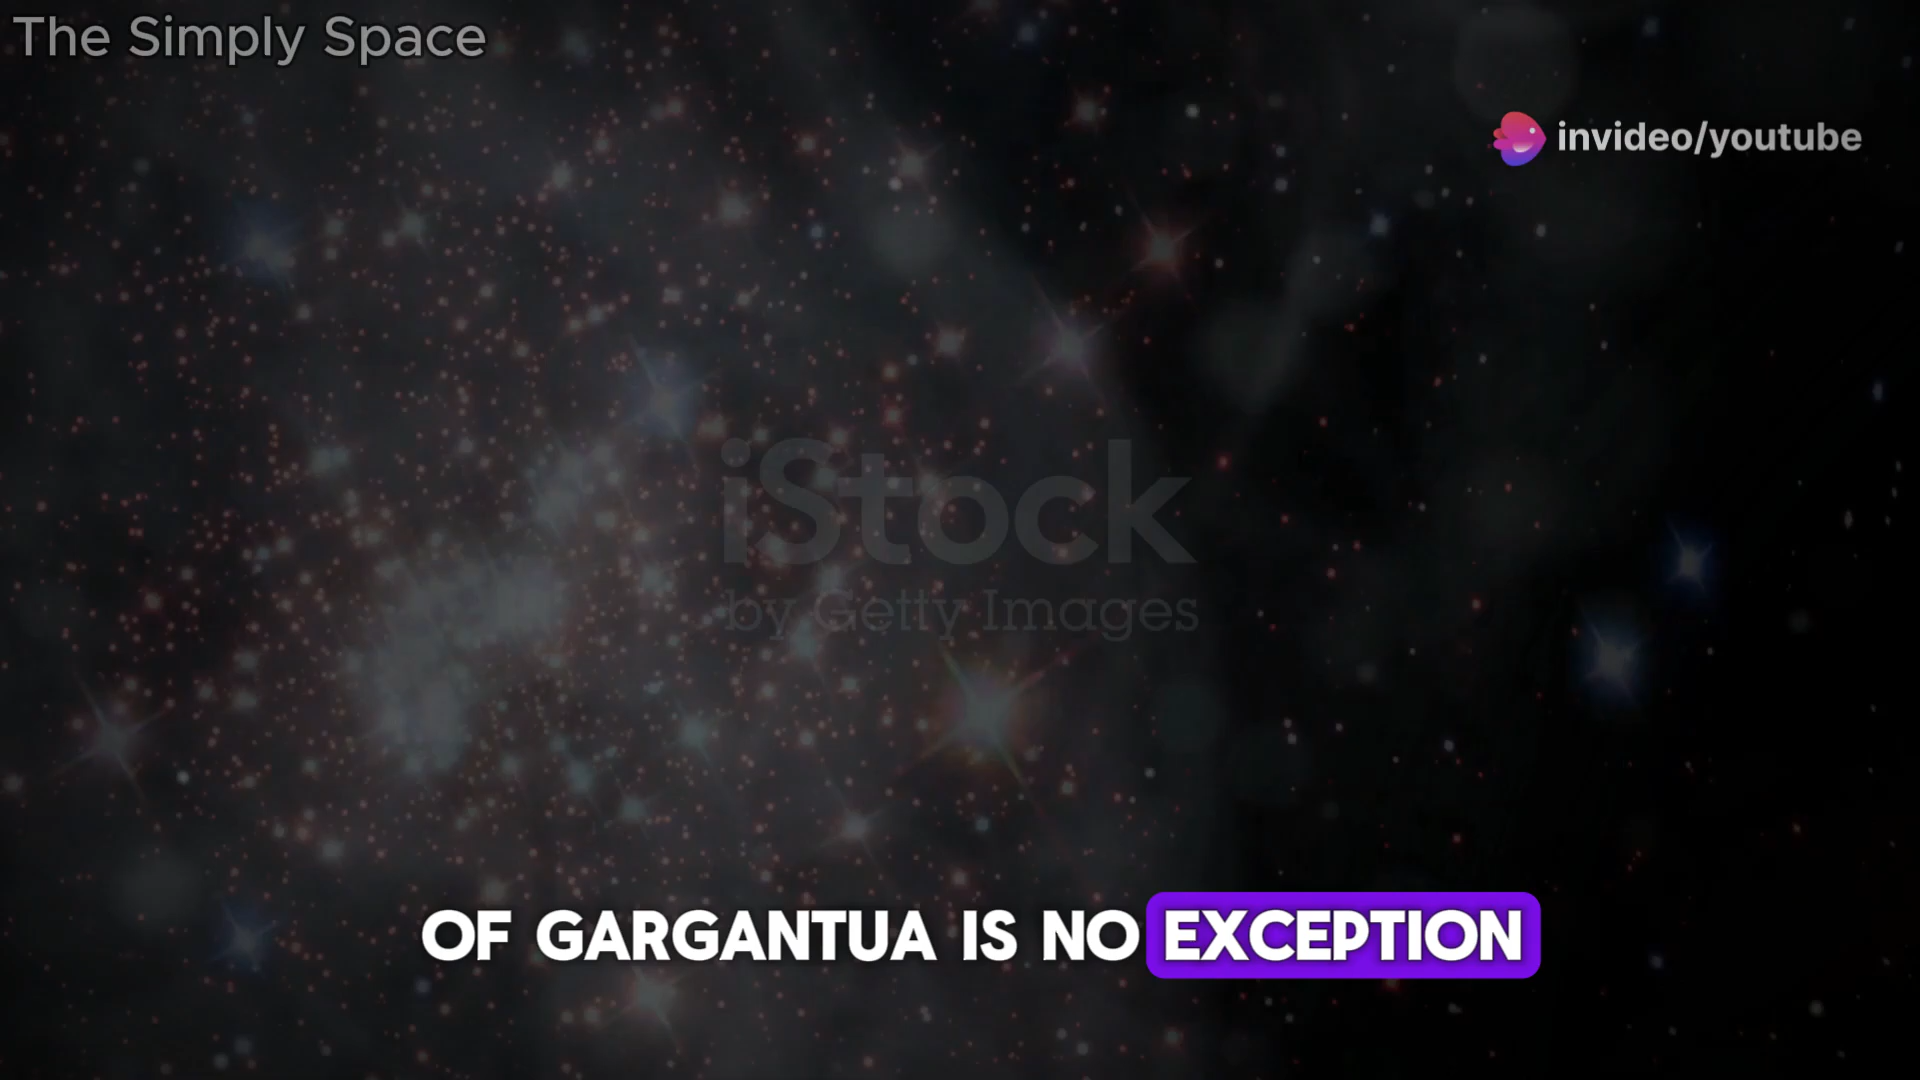 The Simply Space
invideo/youtube
iStock
by Getty Images
OF GARGANTUA IS NO EXCEPTION